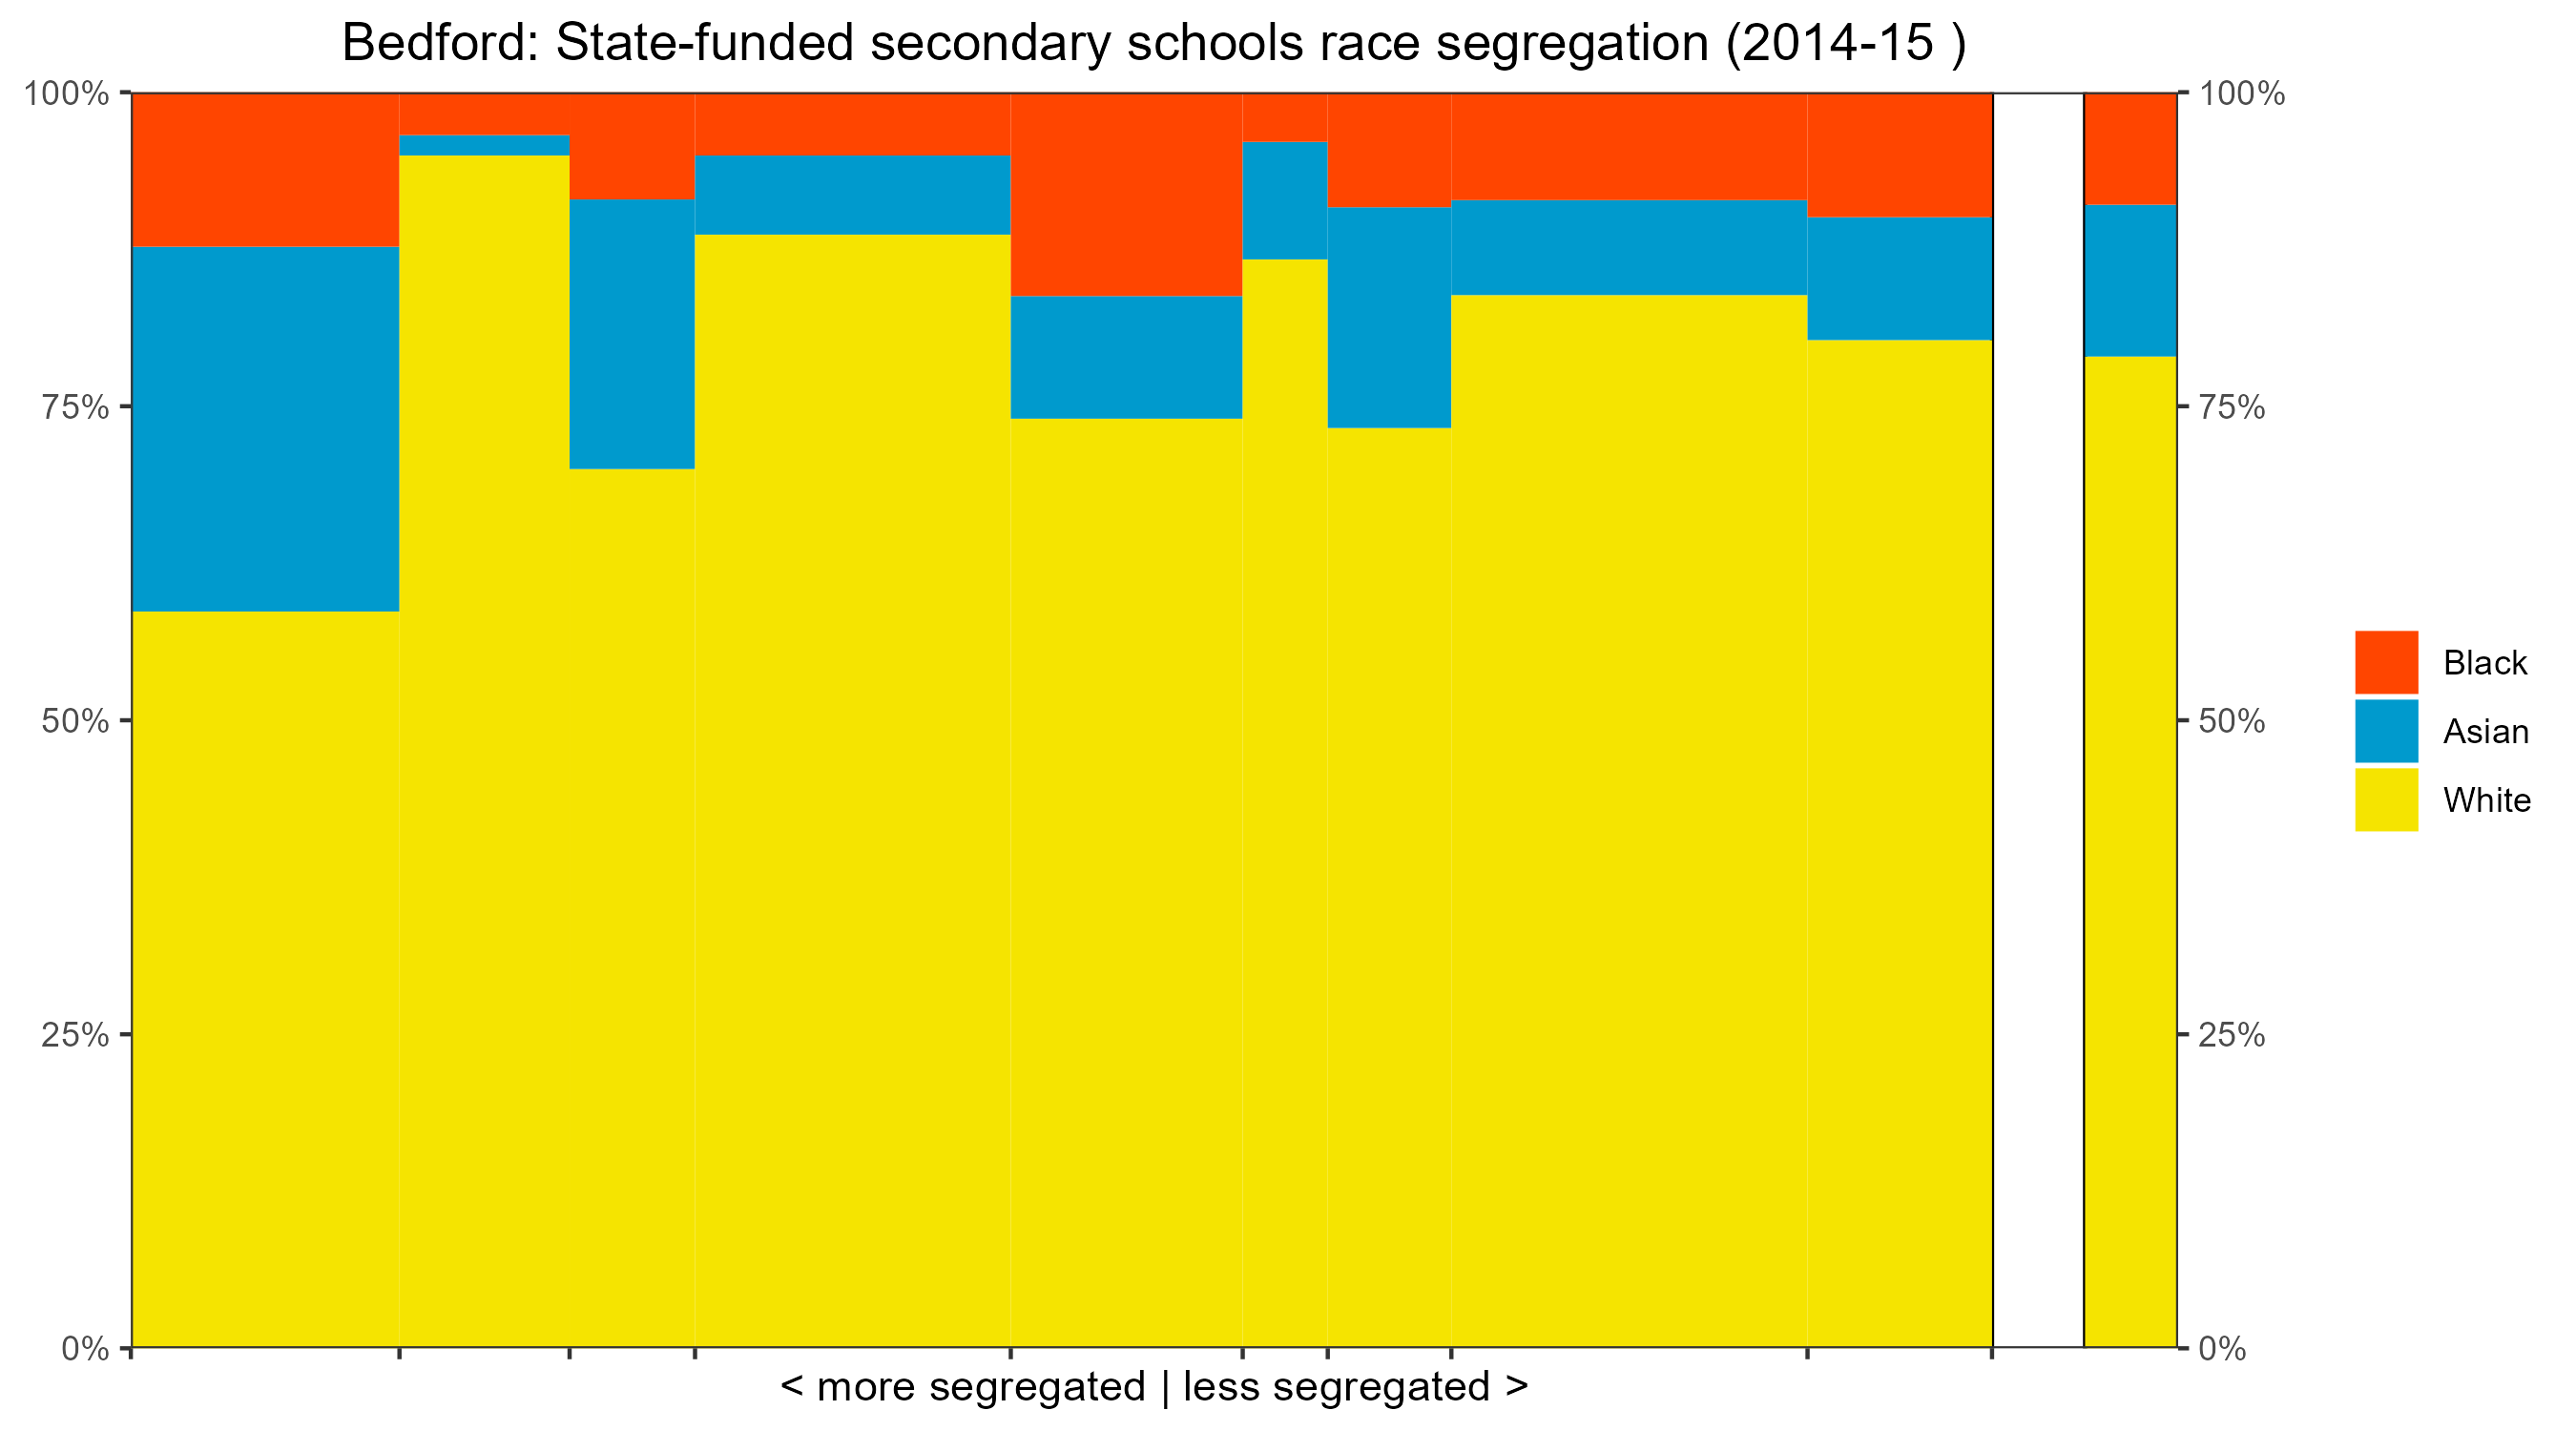 Bedford: State-funded secondary schools race segregation (2014-15 )
100%
75%
50%
25%
0%
100%
75%
50%
25%
0%
Black
Asian
White
< more segregated | less segregated >